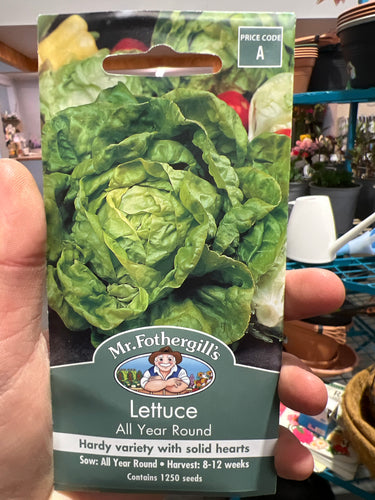 PRICE CODE
A
Mr. Fothergill's
Lettuce
All Year Round
Hardy variety with solid hearts
Sow: All Year Round • Harvest: 8-12 weeks
Contains 1250 seeds